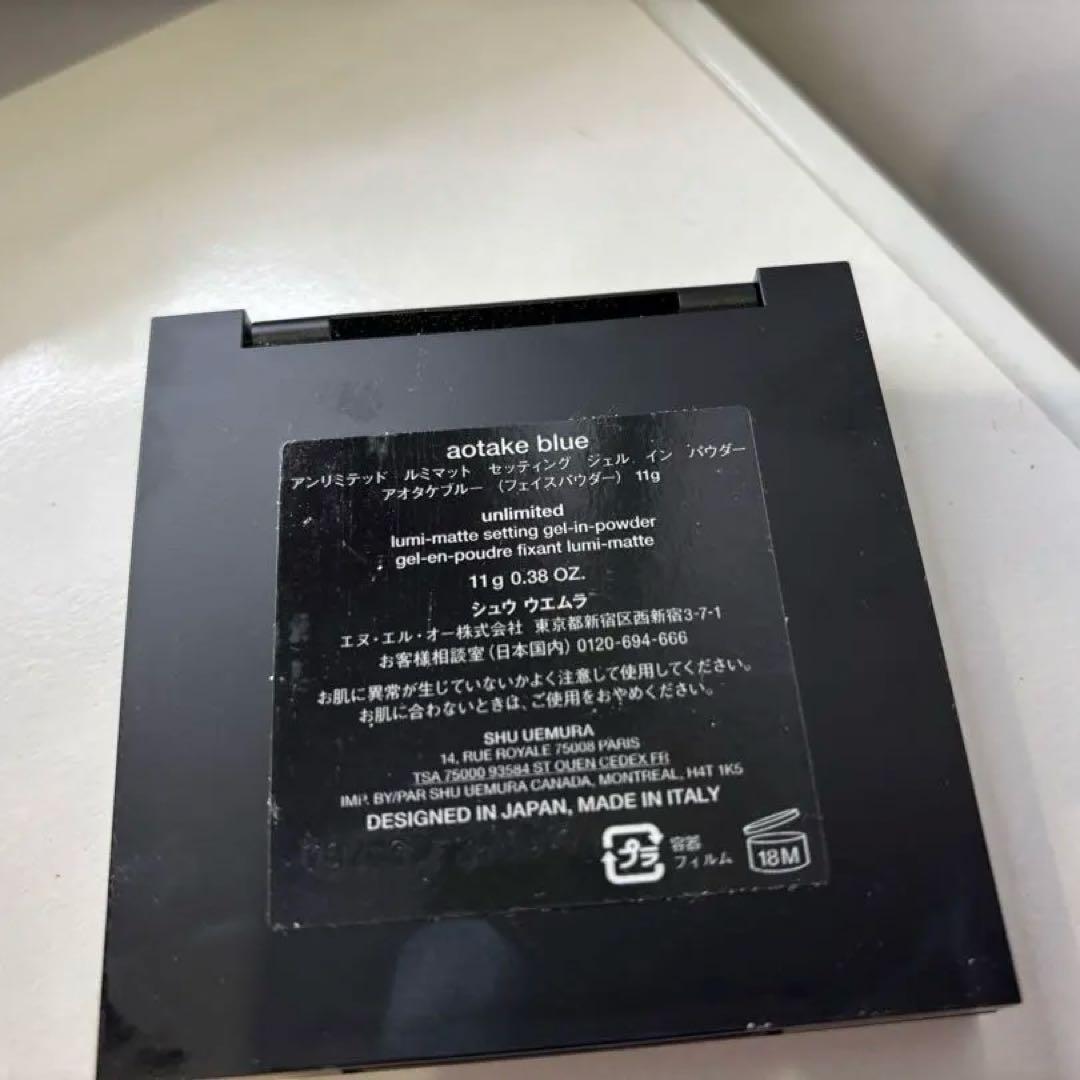 aotake blue
アンリミテッド ルミマット セッティング ジェル イン パウダー
アオタケブルー (フェイスパウダー) 11g
unlimited
lumi-matte setting gel-in-powder
gel-en-poudre fixant lumi-matte
11 g 0.38 OZ.
シュウ ウエムラ
エヌ・エル・オー株式会社 東京都新宿区西新宿3-7-1
お客様相談室(日本国内) 0120-694-666
お肌に異常が生じていないかよく注意して使用してください。
お肌に合わないときは、ご使用をおやめください。
SHU UEMURA
14, RUE ROYALE 75008 PARIS
TSA 75000 93584 ST OUEN CEDEX FR
IMP. BY/PAR SHU UEMURA CANADA, MONTREAL, H4T 1K5
DESIGNED IN JAPAN, MADE IN ITALY
プラ 容器
フィルム
18M